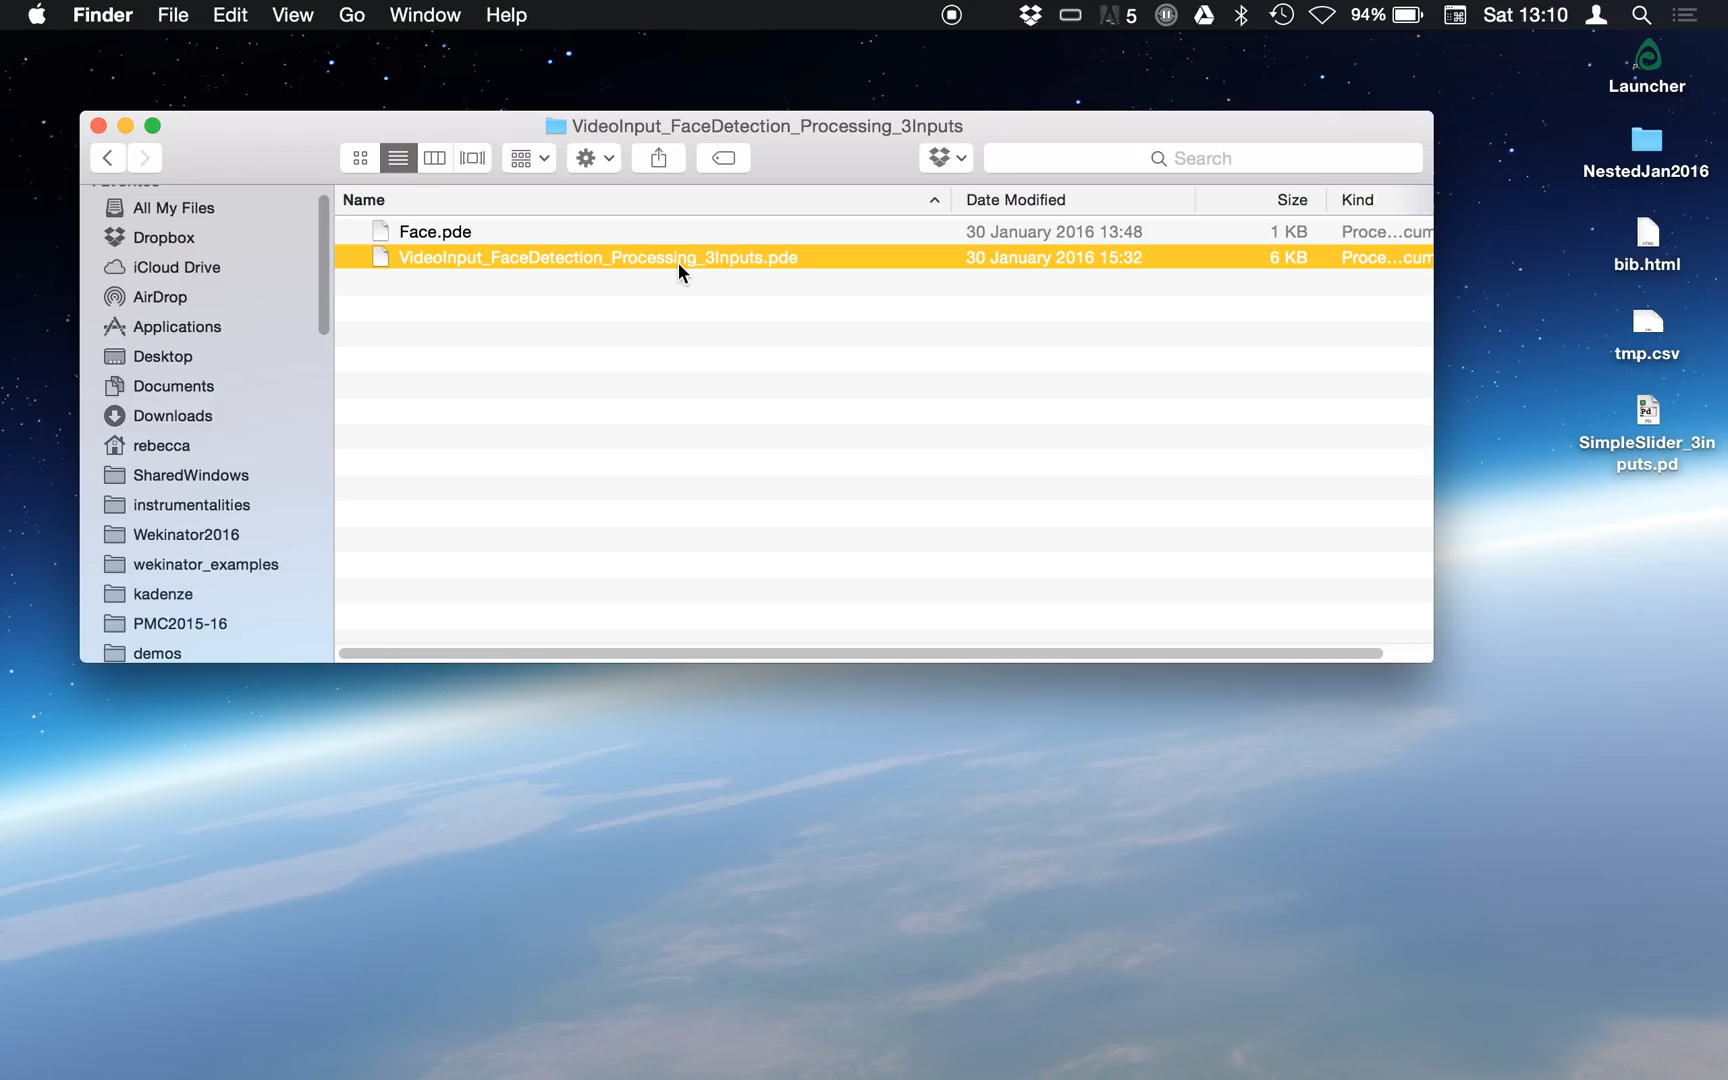 Finder File Edit View Go Window Help 5 94% Sat 13:10
Launcher
VideoInput_FaceDetection_Processing_3Inputs
Search
NestedJan2016
Name Date Modified Size Kind
All My Files
Face.pde 30 January 2016 13:48 1 KB Proce...cum
Dropbox
VideoInput_FaceDetection_Processing_3Inputs.pde 30 January 2016 15:32 6 KB Proce...cum
iCloud Drive
bib.html
AirDrop
Applications
Desktop
tmp.csv
Documents
Downloads
rebecca
SimpleSlider_3in
puts.pd
SharedWindows
instrumentalities
Wekinator2016
wekinator_examples
kadenze
PMC2015-16
demos